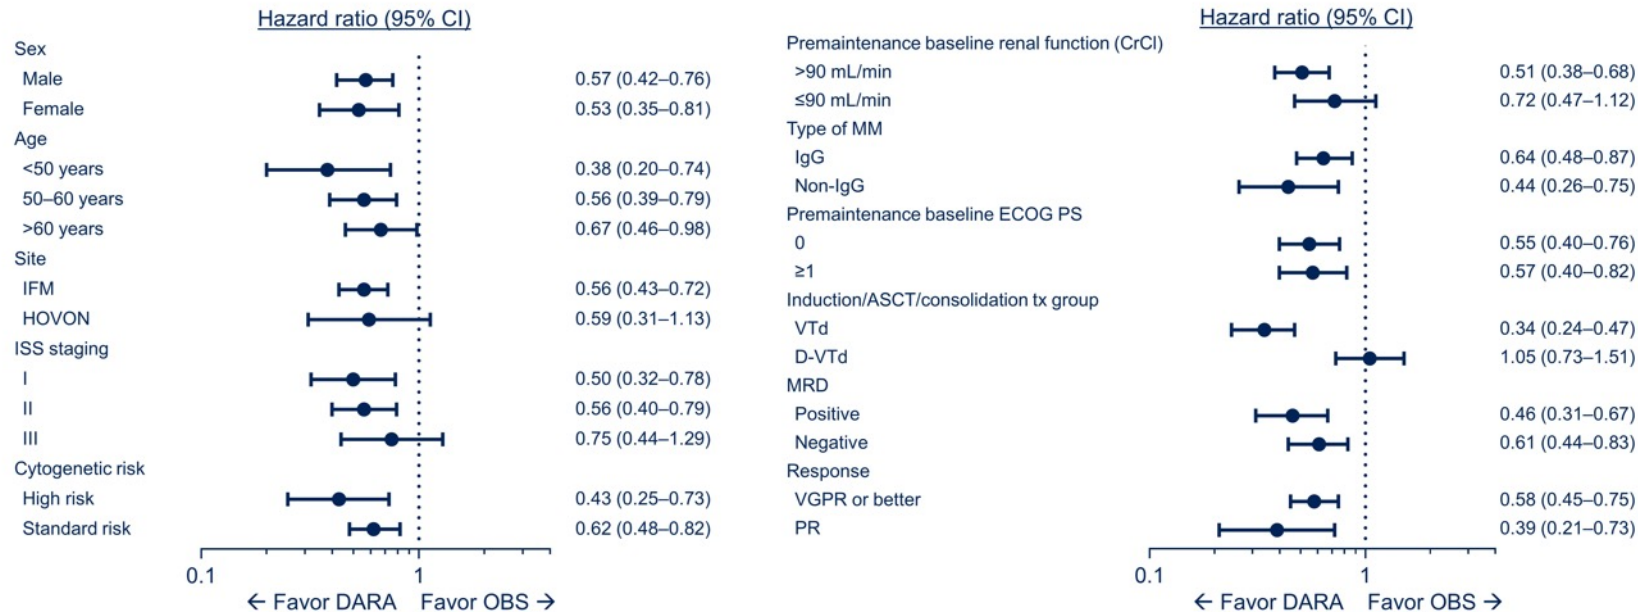 Hazard ratio (95% CI)
Sex
Male 0.57 (0.42–0.76)
Female 0.53 (0.35–0.81)
Age
<50 years 0.38 (0.20–0.74)
50–60 years 0.56 (0.39–0.79)
>60 years 0.67 (0.46–0.98)
Site
IFM 0.56 (0.43–0.72)
HOVON 0.59 (0.31–1.13)
ISS staging
I 0.50 (0.32–0.78)
II 0.56 (0.40–0.79)
III 0.75 (0.44–1.29)
Cytogenetic risk
High risk 0.43 (0.25–0.73)
Standard risk 0.62 (0.48–0.82)
0.1 1
← Favor DARA Favor OBS →
Hazard ratio (95% CI)
Premaintenance baseline renal function (CrCl)
>90 mL/min 0.51 (0.38–0.68)
≤90 mL/min 0.72 (0.47–1.12)
Type of MM
IgG 0.64 (0.48–0.87)
Non-IgG 0.44 (0.26–0.75)
Premaintenance baseline ECOG PS
0 0.55 (0.40–0.76)
≥1 0.57 (0.40–0.82)
Induction/ASCT/consolidation tx group
VTd 0.34 (0.24–0.47)
D-VTd 1.05 (0.73–1.51)
MRD
Positive 0.46 (0.31–0.67)
Negative 0.61 (0.44–0.83)
Response
VGPR or better 0.58 (0.45–0.75)
PR 0.39 (0.21–0.73)
0.1 1
← Favor DARA Favor OBS →